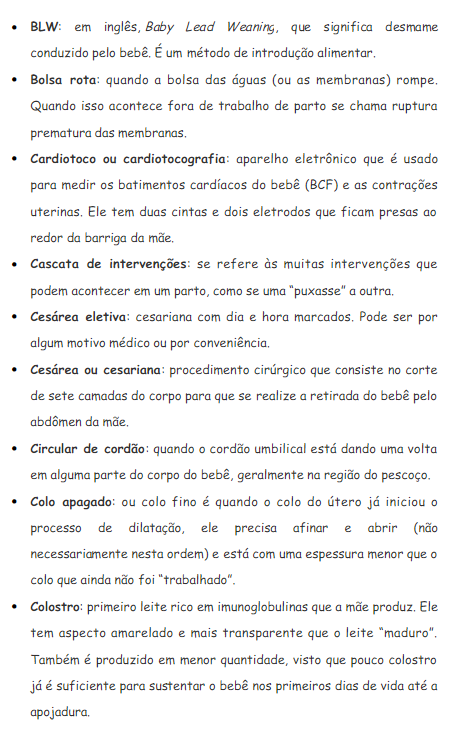 • BLW: em inglês, Baby Lead Weaning, que significa desmame
conduzido pelo bebê. É um método de introdução alimentar.
• Bolsa rota: quando a bolsa das águas (ou as membranas) rompe.
Quando isso acontece fora de trabalho de parto se chama ruptura
prematura das membranas.
• Cardiotoco ou cardiotocografia: aparelho eletrônico que é usado
para medir os batimentos cardíacos do bebê (BCF) e as contrações
uterinas. Ele tem duas cintas e dois eletrodos que ficam presas ao
redor da barriga da mãe.
• Cascata de intervenções: se refere às muitas intervenções que
podem acontecer em um parto, como se uma “puxasse” a outra.
• Cesárea eletiva: cesariana com dia e hora marcados. Pode ser por
algum motivo médico ou por conveniência.
• Cesárea ou cesariana: procedimento cirúrgico que consiste no corte
de sete camadas do corpo para que se realize a retirada do bebê pelo
abdômen da mãe.
• Circular de cordão: quando o cordão umbilical está dando uma volta
em alguma parte do corpo do bebê, geralmente na região do pescoço.
• Colo apagado: ou colo fino é quando o colo do útero já iniciou o
processo de dilatação, ele precisa afinar e abrir (não
necessariamente nesta ordem) e está com uma espessura menor que o
colo que ainda não foi “trabalhado”.
• Colostro: primeiro leite rico em imunoglobulinas que a mãe produz. Ele
tem aspecto amarelado e mais transparente que o leite “maduro”.
Também é produzido em menor quantidade, visto que pouco colostro
já é suficiente para sustentar o bebê nos primeiros dias de vida até a
apojadura.